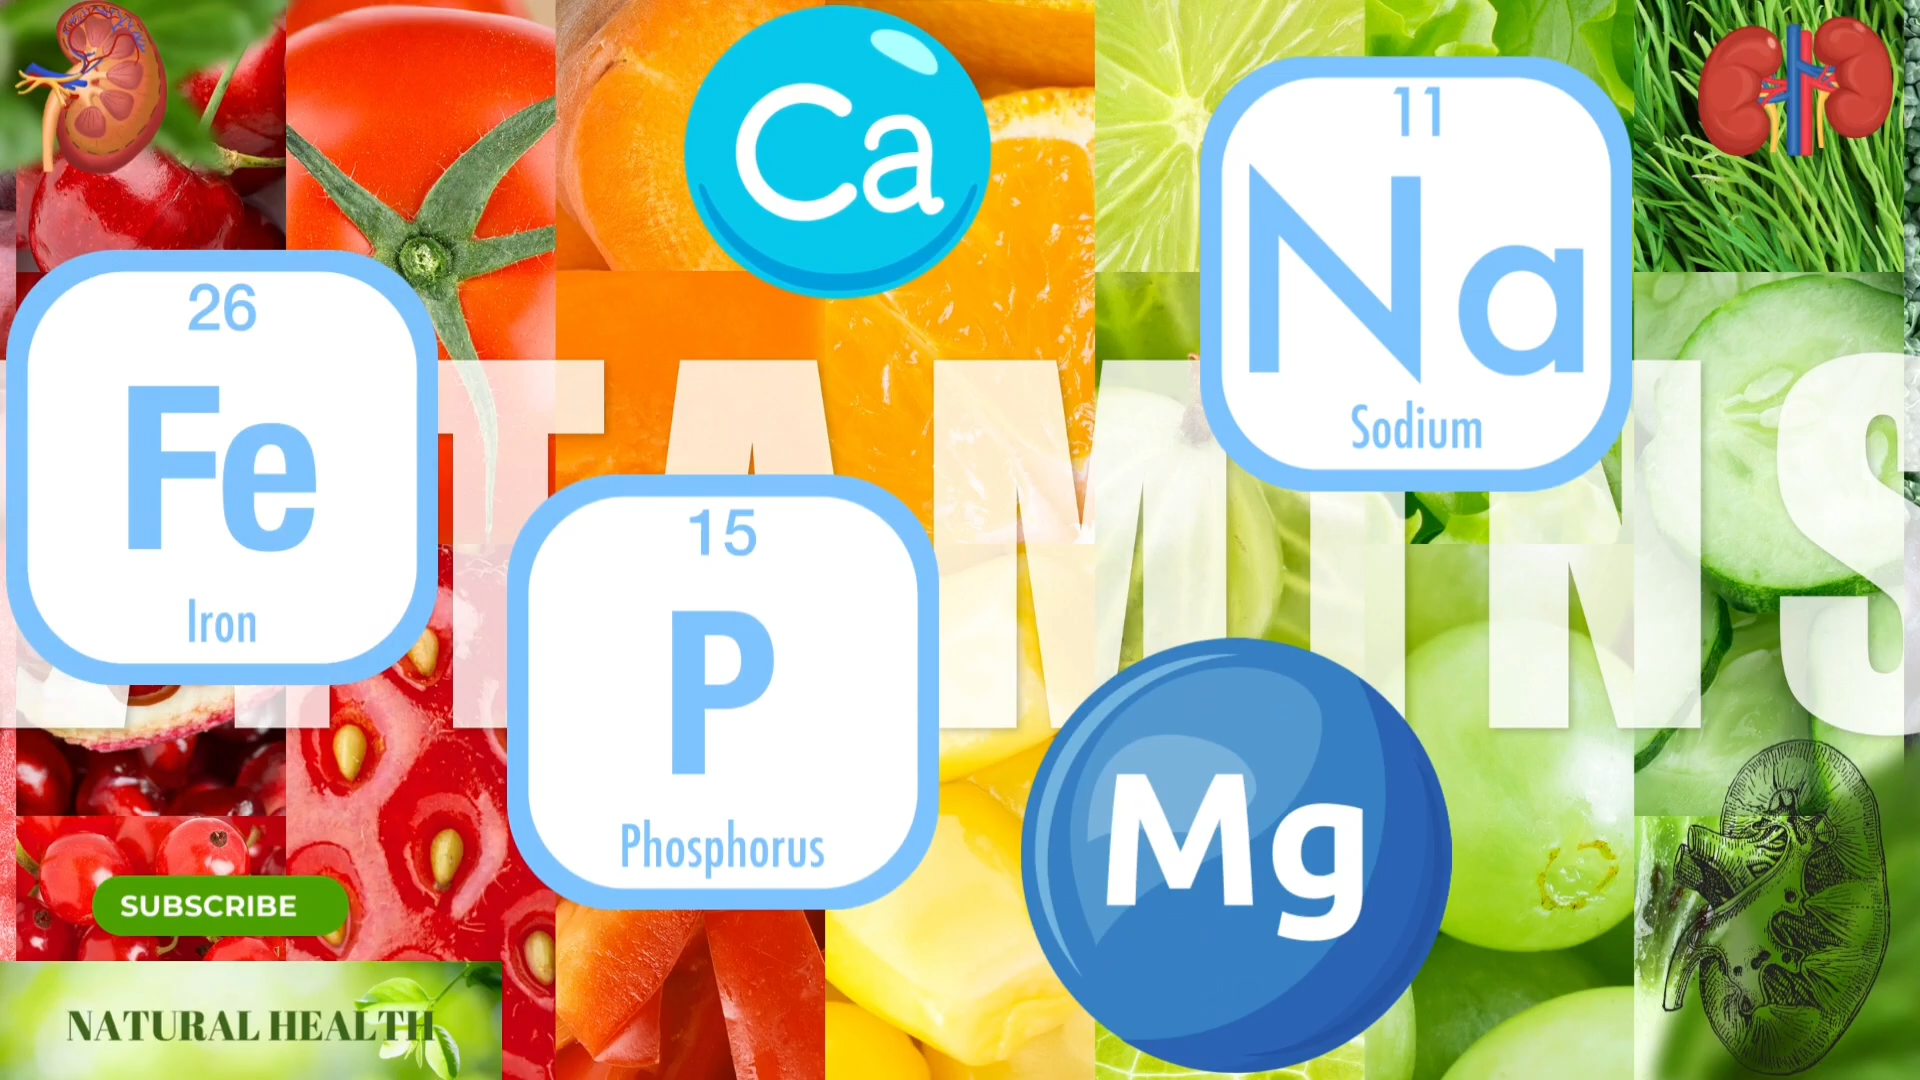 Ca
11
Na
Sodium
26
Fe
Iron
15
P
Phosphorus
Mg
SUBSCRIBE
NATURAL HEALTH